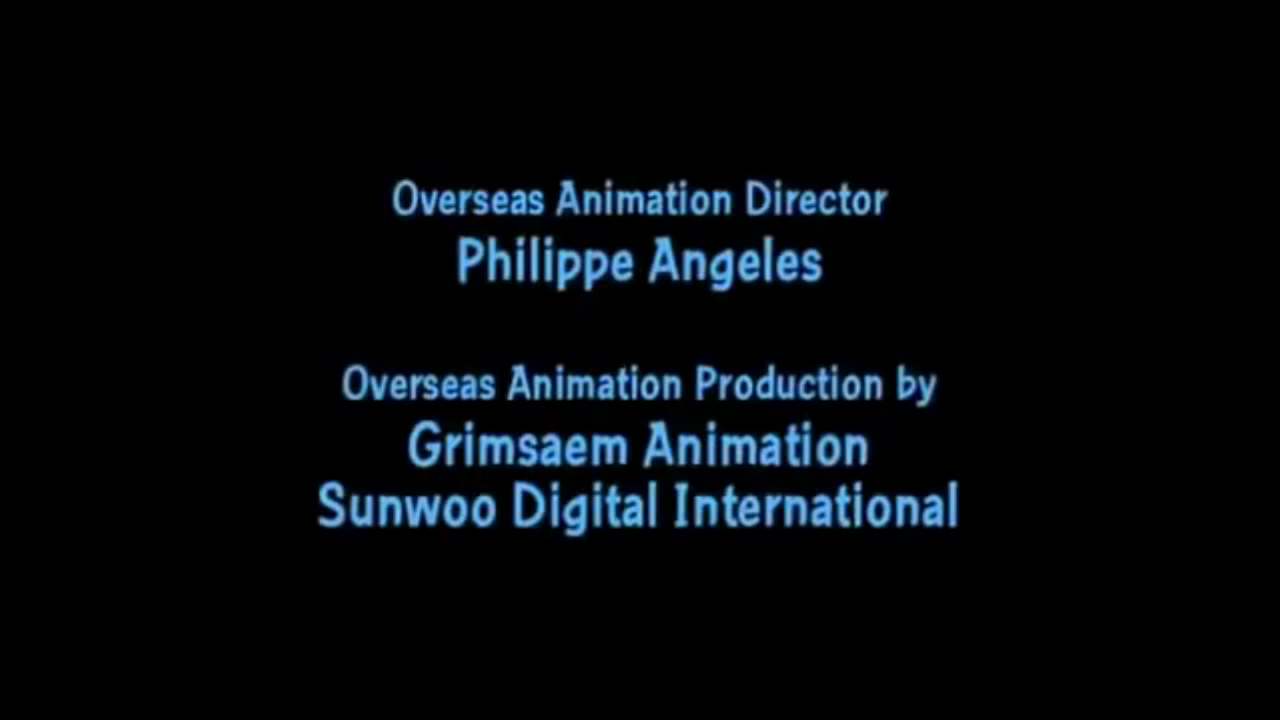 Overseas Animation Director
Philippe Angeles
Overseas Animation Production by
Grimsaem Animation
Sunwoo Digital International